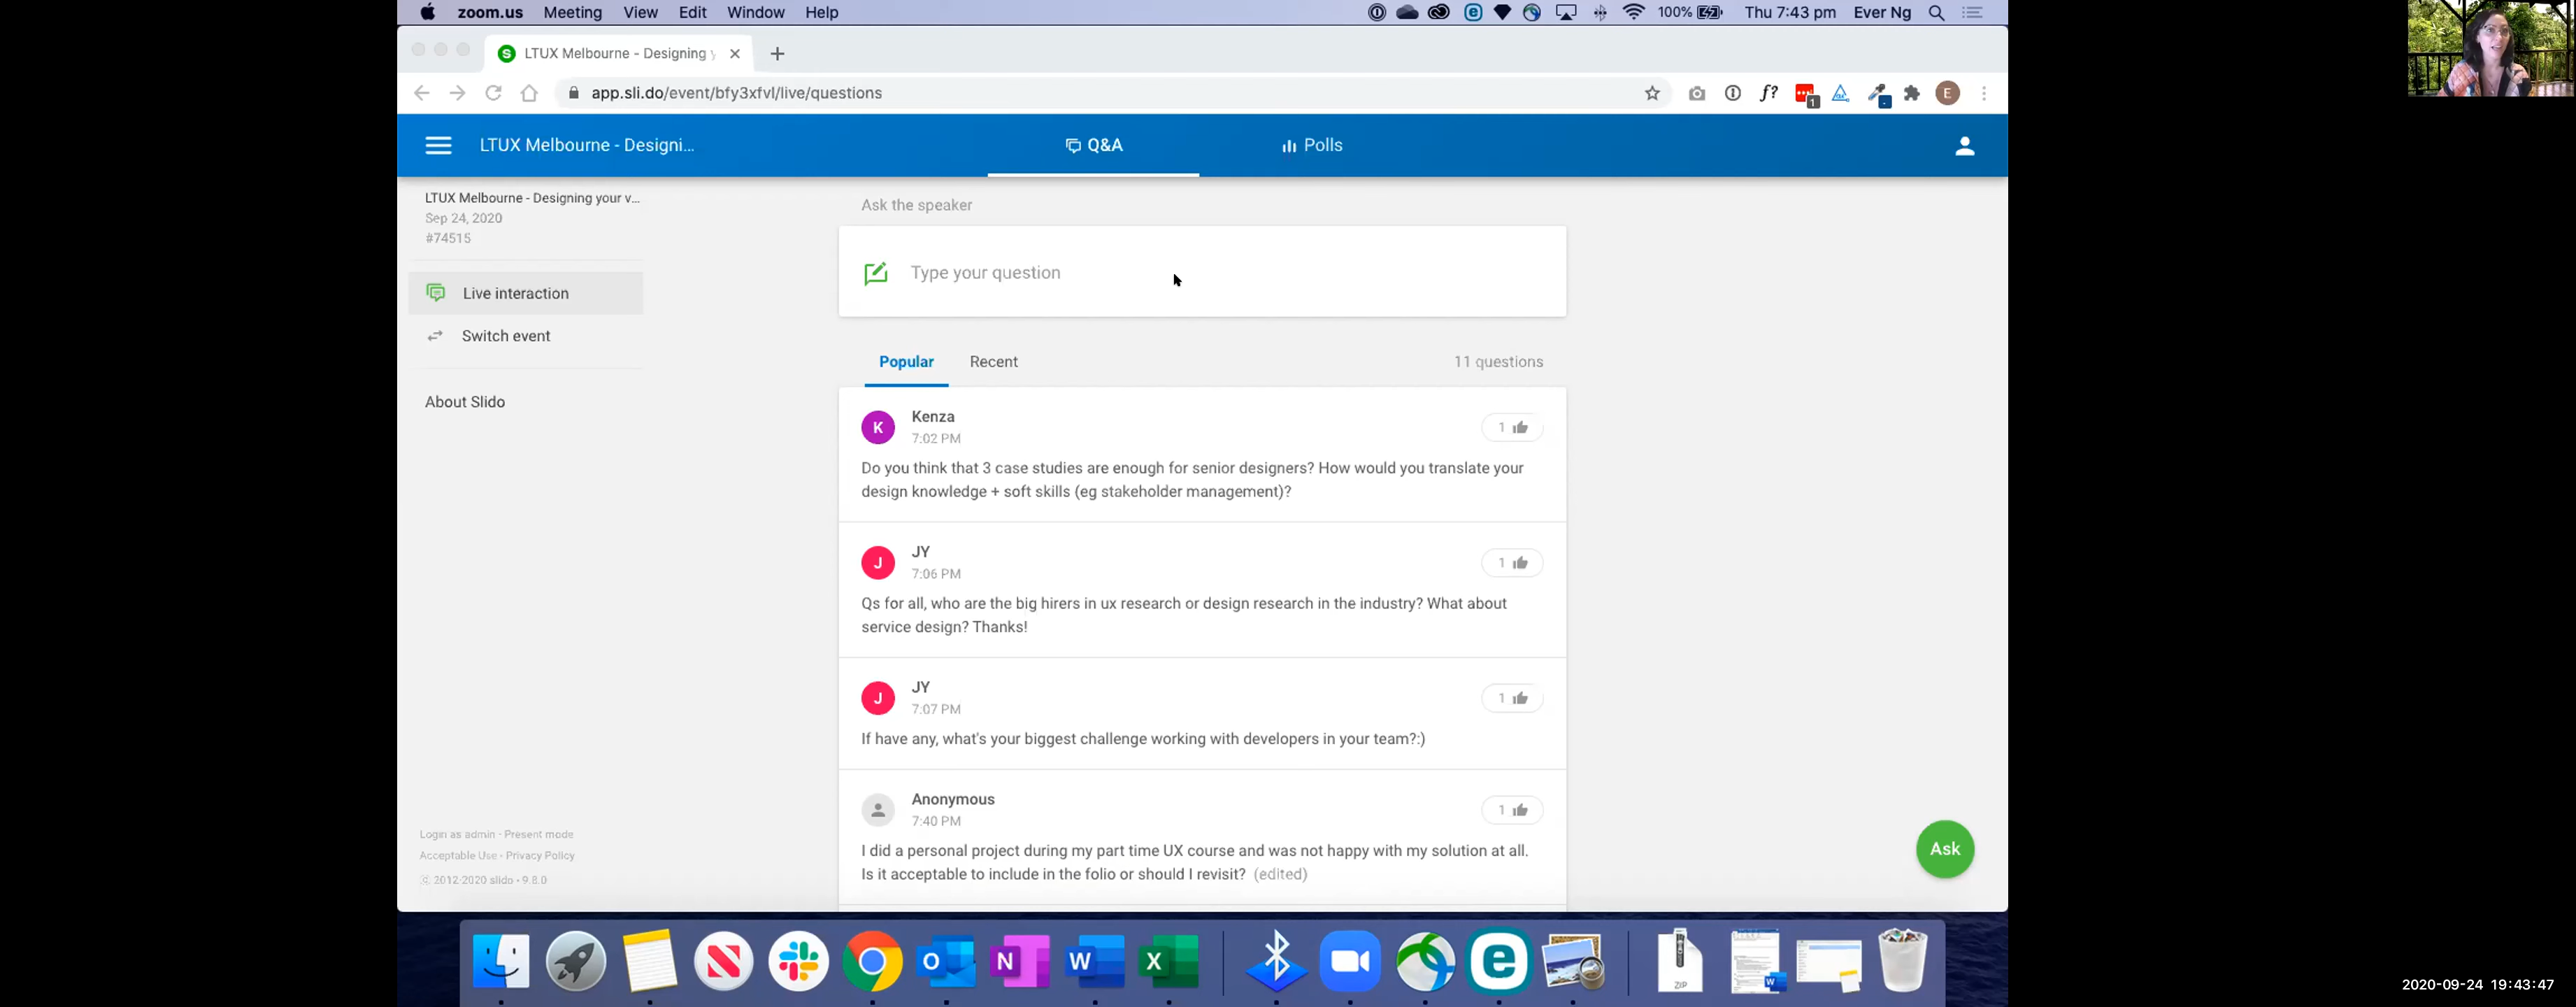 zoom.us Meeting View Edit Window Help 100% Thu 7:43 pm Ever Ng
LTUX Melbourne - Designing y
app.sli.do/event/bfy3xfvl/live/questions
f? 1 E
LTUX Melbourne - Designi... Q&A Polls
LTUX Melbourne - Designing your v...
Sep 24, 2020
#74515
Live interaction
Switch event
About Slido
Ask the speaker
Type your question
Popular Recent 11 questions
K Kenza 1
7:02 PM
Do you think that 3 case studies are enough for senior designers? How would you translate your
design knowledge + soft skills (eg stakeholder management)?
J JY 1
7:06 PM
Qs for all, who are the big hirers in ux research or design research in the industry? What about
service design? Thanks!
J JY 1
7:07 PM
If have any, what's your biggest challenge working with developers in your team?:)
Anonymous 1
7:40 PM
I did a personal project during my part time UX course and was not happy with my solution at all.
Is it acceptable to include in the folio or should I revisit? (edited)
Login as admin · Present mode
Acceptable Use · Privacy Policy
© 2012-2020 slido · 9.8.0
Ask
O N W X e ZIP W
2020-09-24 19:43:47